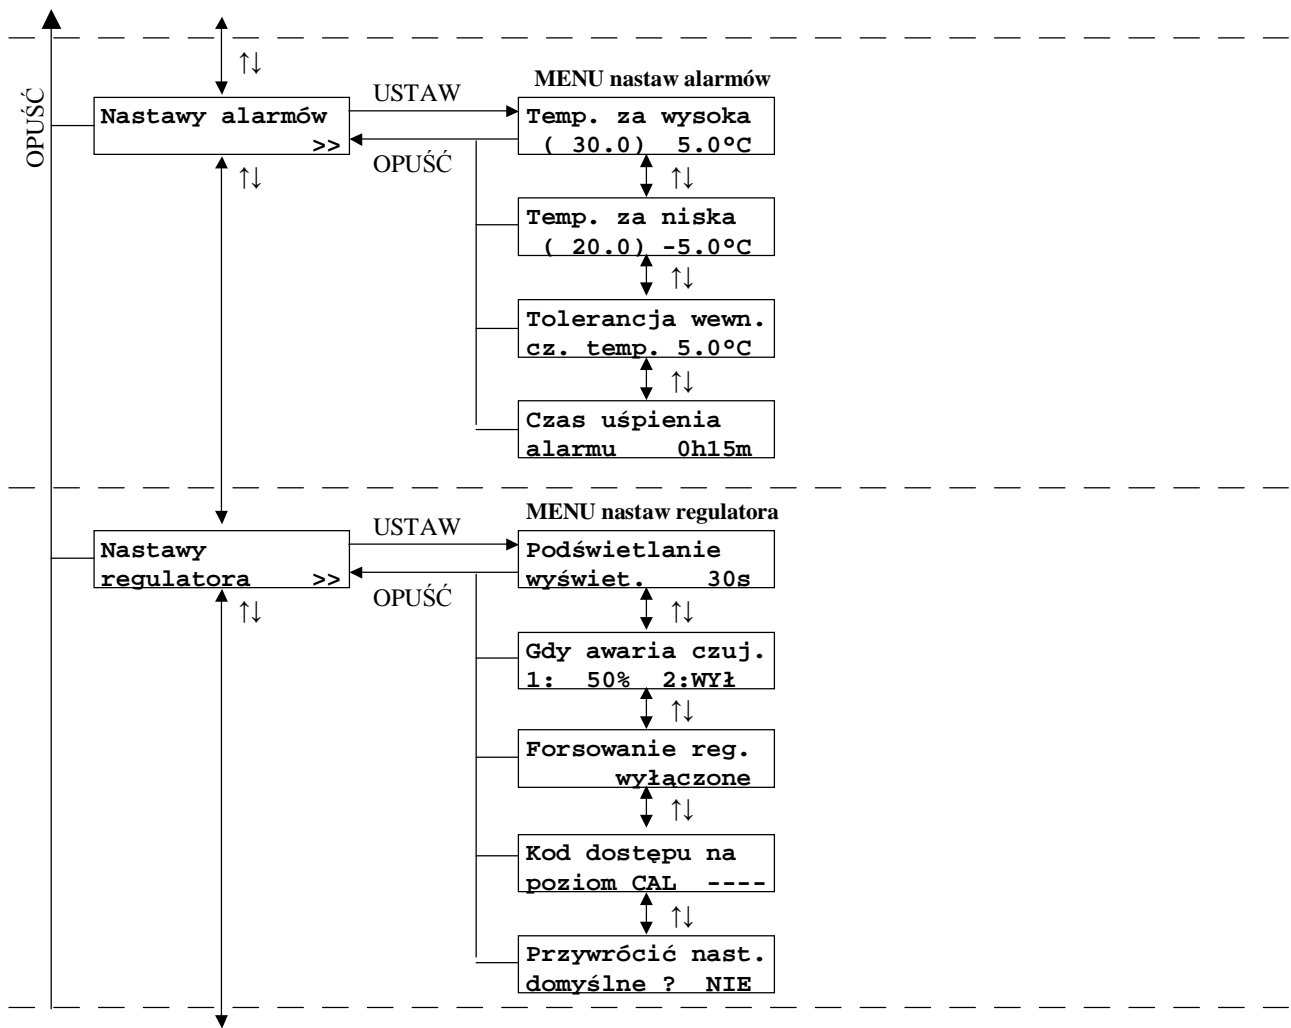 ↑↓
OPUŚĆ
Nastawy alarmów
>>
USTAW
OPUŚĆ
↑↓
MENU nastaw alarmów
Temp. za wysoka
( 30.0) 5.0°C
↑↓
Temp. za niska
( 20.0) -5.0°C
↑↓
Tolerancja wewn.
cz. temp. 5.0°C
↑↓
Czas uśpienia
alarmu 0h15m
Nastawy
regulatora >>
USTAW
OPUŚĆ
↑↓
MENU nastaw regulatora
Podświetlanie
wyświet. 30s
↑↓
Gdy awaria czuj.
1: 50% 2:WYŁ
↑↓
Forsowanie reg.
wyłączone
↑↓
Kod dostępu na
poziom CAL ----
↑↓
Przywrócić nast.
domyślne ? NIE